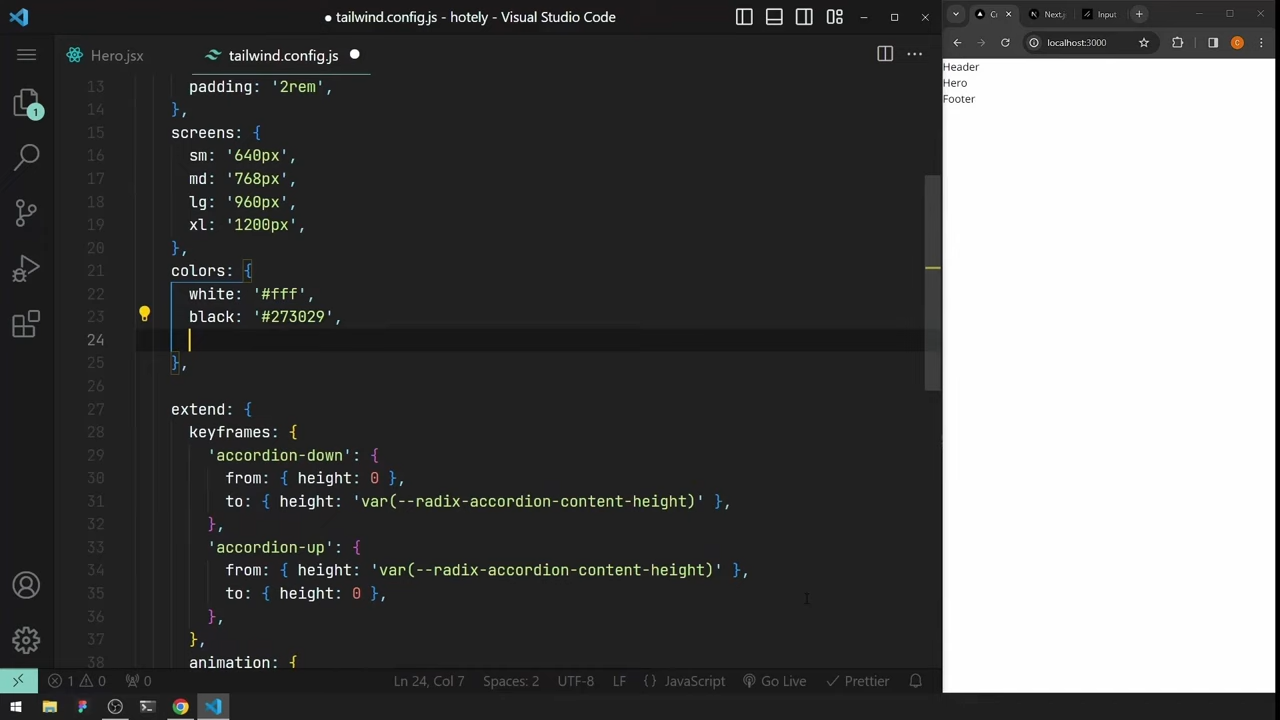 tailwind.config.js - hotely - Visual Studio Code
Hero.jsx
tailwind.config.js
13 padding: '2rem',
14 },
15 screens: {
16 sm: '640px',
17 md: '768px',
18 lg: '960px',
19 xl: '1200px',
20 },
21 colors: {
22 white: '#fff',
23 black: '#273029',
24
25 },
26
27 extend: {
28 keyframes: {
29 'accordion-down': {
30 from: { height: 0 },
31 to: { height: 'var(--radix-accordion-content-height)' },
32 },
33 'accordion-up': {
34 from: { height: 'var(--radix-accordion-content-height)' },
35 to: { height: 0 },
36 },
37 },
38 animation: {
1
1 0 0
Ln 24, Col 7 Spaces: 2 UTF-8 LF {} JavaScript Go Live Prettier
Cr Next. Input
localhost:3000
C
Header
Hero
Footer